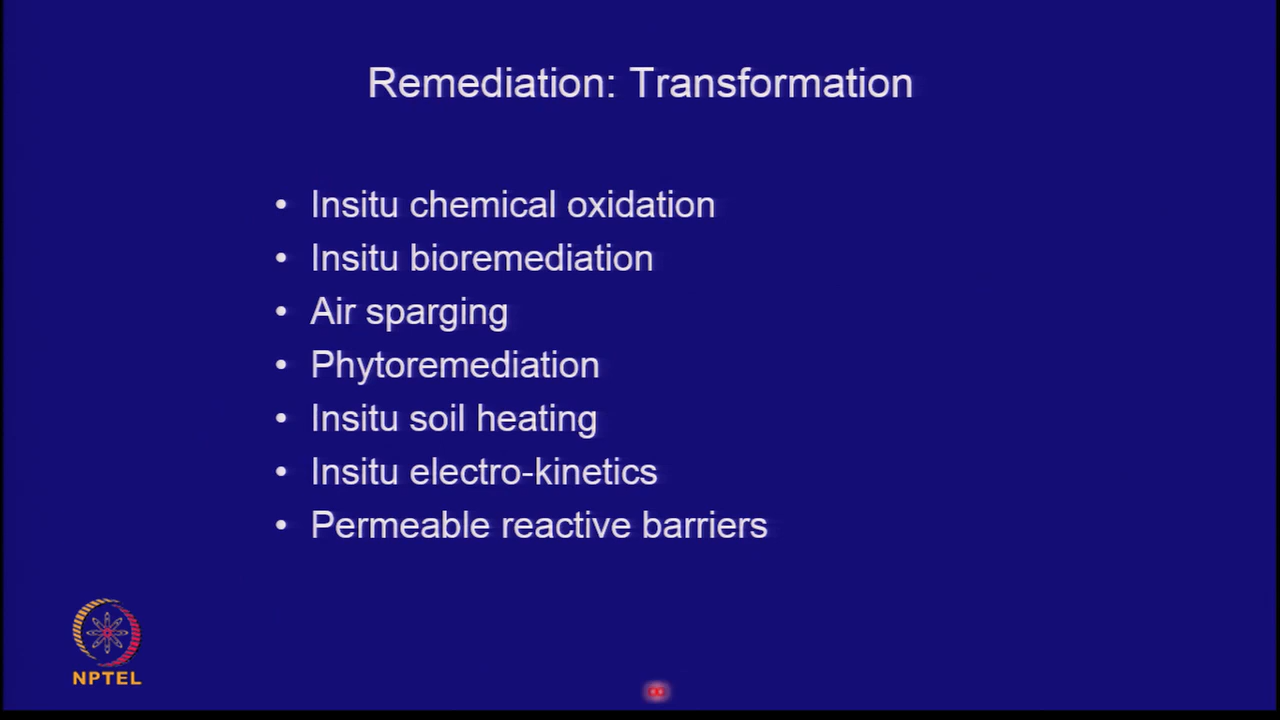 Remediation: Transformation
• Insitu chemical oxidation
• Insitu bioremediation
• Air sparging
• Phytoremediation
• Insitu soil heating
• Insitu electro-kinetics
• Permeable reactive barriers
NPTEL